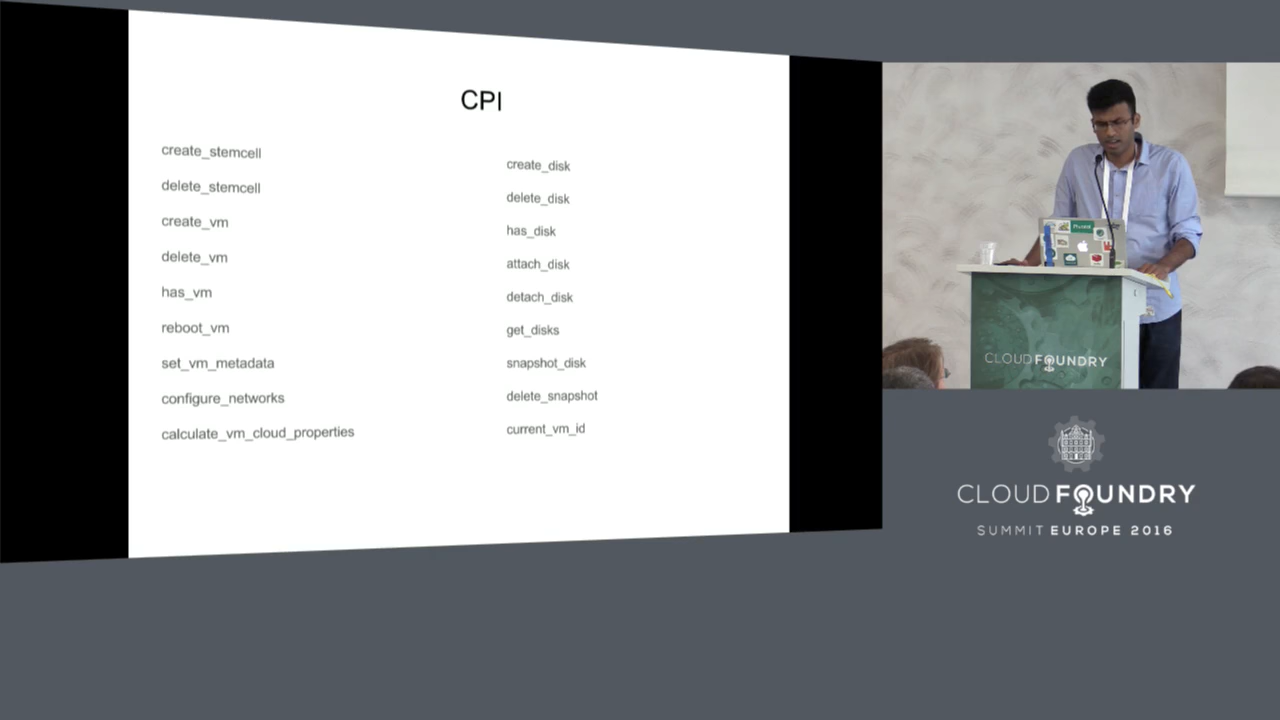 CPI
create_stemcell
delete_stemcell
create_vm
delete_vm
has_vm
reboot_vm
set_vm_metadata
configure_networks
calculate_vm_cloud_properties
create_disk
delete_disk
has_disk
attach_disk
detach_disk
get_disks
snapshot_disk
delete_snapshot
current_vm_id
CLOUD FOUNDRY
CLOUD FOUNDRY
SUMMIT EUROPE 2016